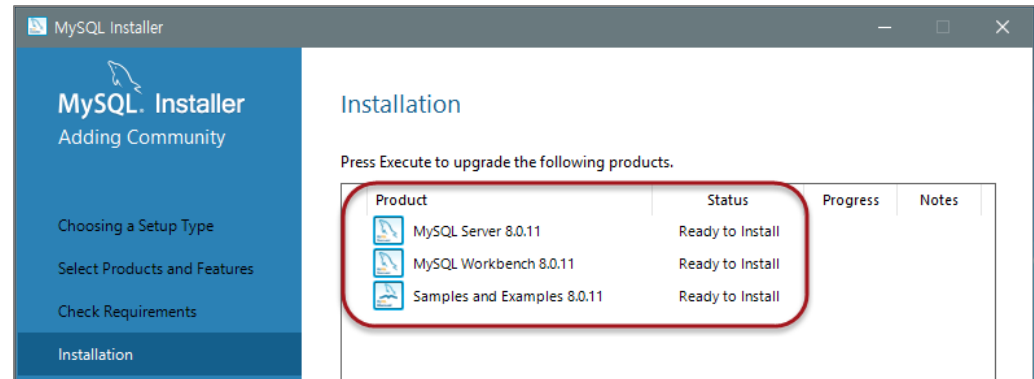 MySQL Installer
MySQL. Installer
Adding Community
Choosing a Setup Type
Select Products and Features
Check Requirements
Installation
Installation
Press Execute to upgrade the following products.
Product Status Progress Notes
MySQL Server 8.0.11 Ready to Install
MySQL Workbench 8.0.11 Ready to Install
Samples and Examples 8.0.11 Ready to Install